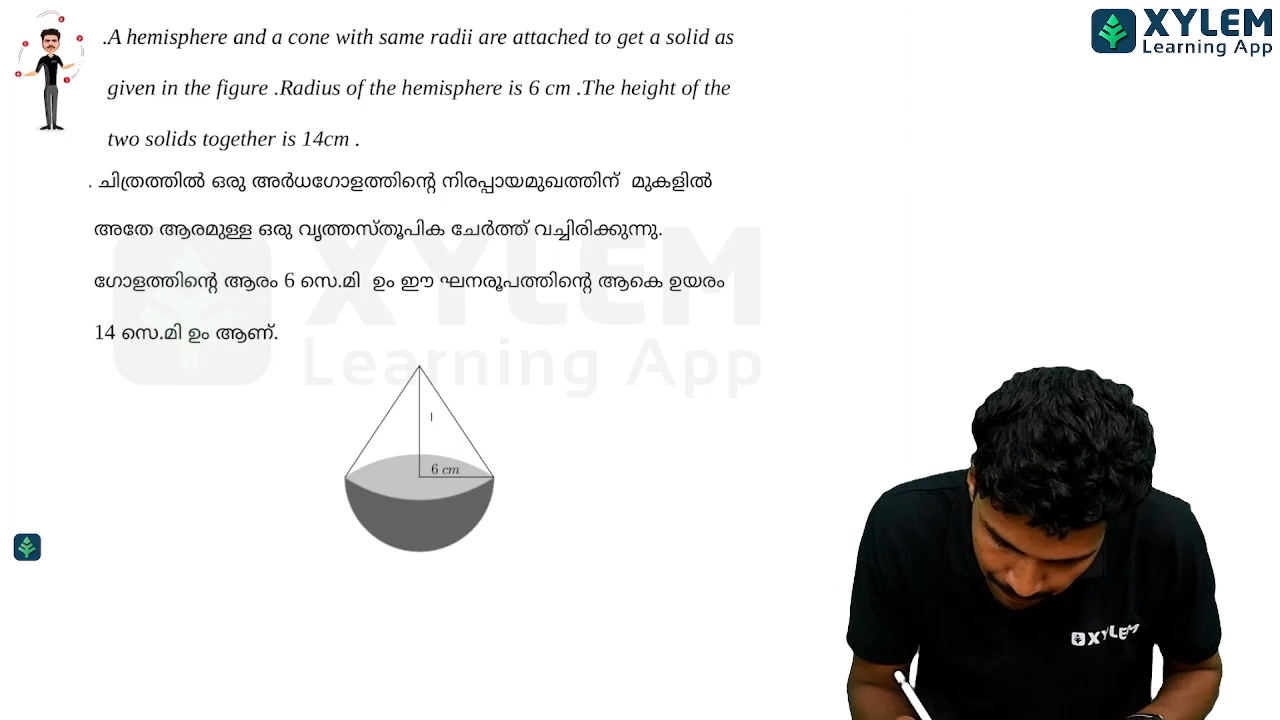 .A hemisphere and a cone with same radii are attached to get a solid as
given in the figure .Radius of the hemisphere is 6 cm .The height of the
two solids together is 14cm .
. ചിത്രത്തിൽ ഒരു അർധഗോളത്തിന്റെ നിരപ്പായമുഖത്തിന് മുകളിൽ
അതേ ആരമുള്ള ഒരു വൃത്തസ്തൂപിക ചേർത്ത് വച്ചിരിക്കുന്നു.
ഗോളത്തിന്റെ ആരം 6 സെ.മി ഉം ഈ ഘനരൂപത്തിന്റെ ആകെ ഉയരം
14 സെ.മി ഉം ആണ്.
l
6 cm
XYLEM
Learning App
XYLEM
Learning App
XYLEM